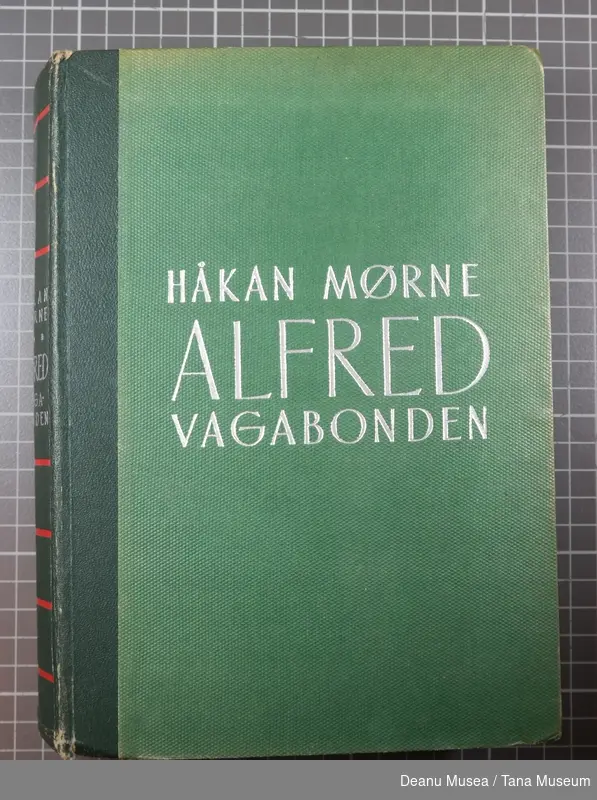 HÅKAN MØRNE
ALFRED
VAGABONDEN
Deanu Musea / Tana Museum